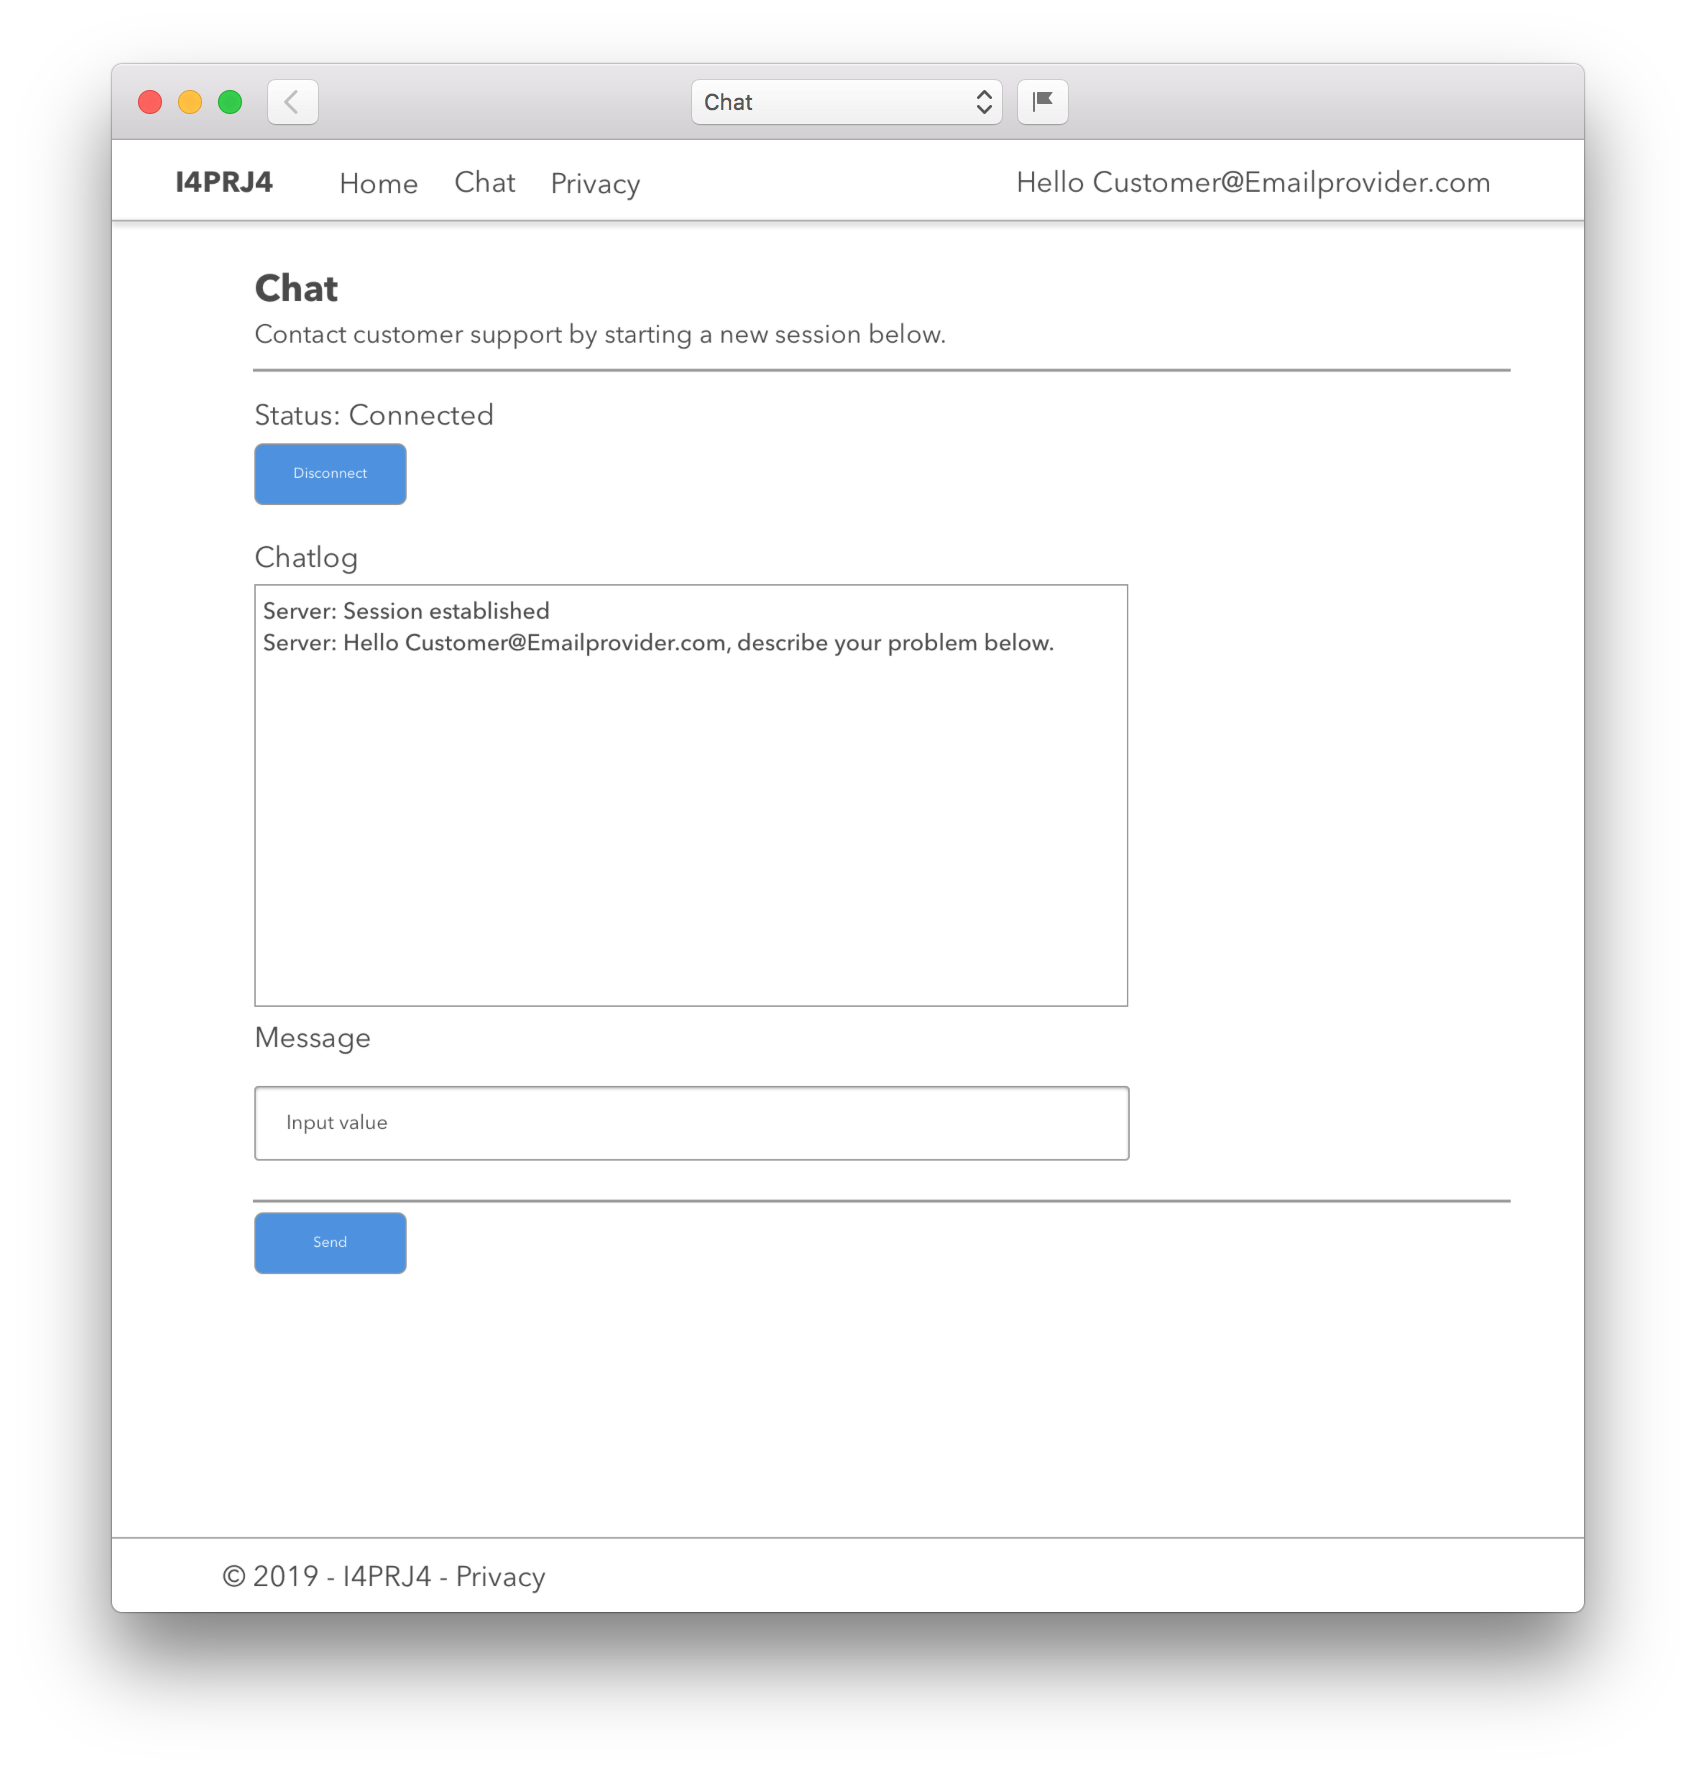 Chat
I4PRJ4 Home Chat Privacy Hello Customer@Emailprovider.com
Chat
Contact customer support by starting a new session below.
Status: Connected
Disconnect
Chatlog
Server: Session established
Server: Hello Customer@Emailprovider.com, describe your problem below.
Message
Input value
Send
© 2019 - I4PRJ4 - Privacy